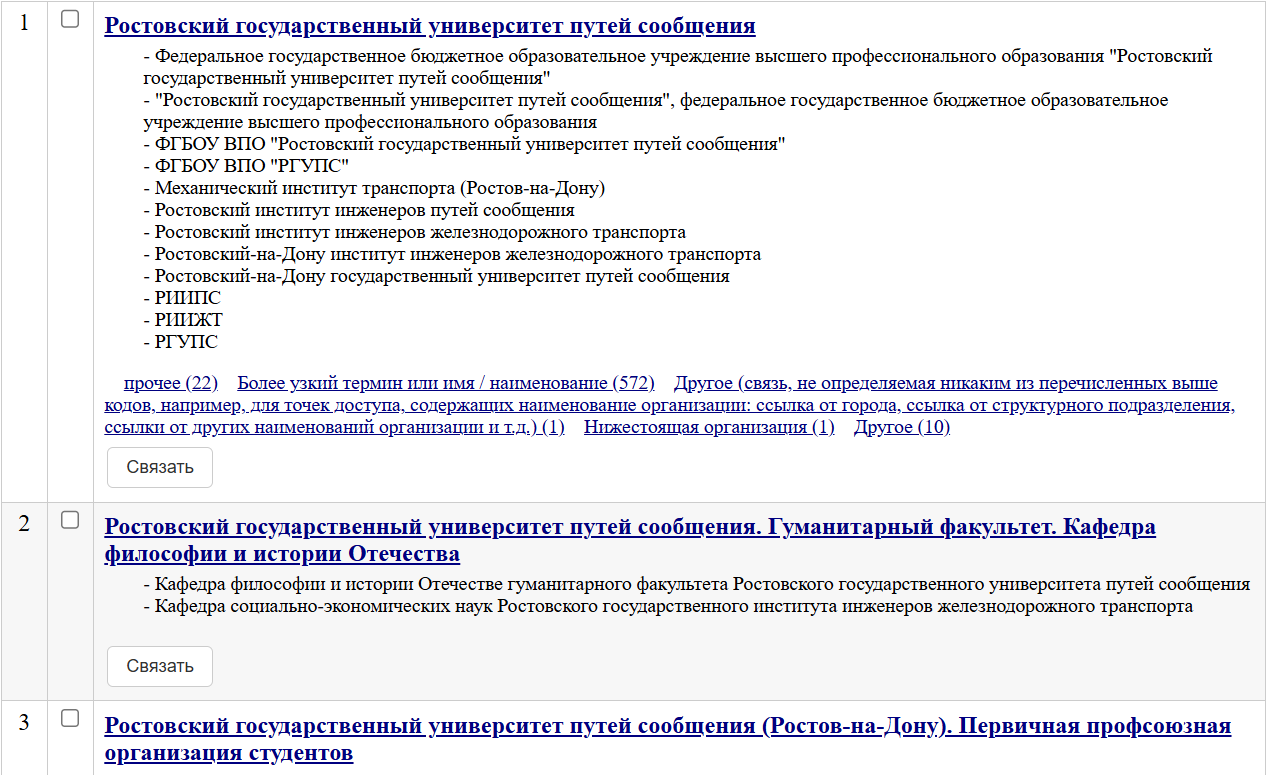 1
Ростовский государственный университет путей сообщения
- Федеральное государственное бюджетное образовательное учреждение высшего профессионального образования "Ростовский
государственный университет путей сообщения"
- "Ростовский государственный университет путей сообщения", федеральное государственное бюджетное образовательное
учреждение высшего профессионального образования
- ФГБОУ ВПО "Ростовский государственный университет путей сообщения"
- ФГБОУ ВПО "РГУПС"
- Механический институт транспорта (Ростов-на-Дону)
- Ростовский институт инженеров путей сообщения
- Ростовский институт инженеров железнодорожного транспорта
- Ростовский-на-Дону институт инженеров железнодорожного транспорта
- Ростовский-на-Дону государственный университет путей сообщения
- РИИПС
- РИИЖТ
- РГУПС
прочее (22) Более узкий термин или имя / наименование (572) Другое (связь, не определяемая никаким из перечисленных выше
кодов, например, для точек доступа, содержащих наименование организации: ссылка от города, ссылка от структурного подразделения,
ссылки от других наименований организации и т.д.) (1) Нижестоящая организация (1) Другое (10)
Связать
2
Ростовский государственный университет путей сообщения. Гуманитарный факультет. Кафедра
философии и истории Отечества
- Кафедра философии и истории Отечестве гуманитарного факультета Ростовского государственного университета путей сообщения
- Кафедра социально-экономических наук Ростовского государственного института инженеров железнодорожного транспорта
Связать
3
Ростовский государственный университет путей сообщения (Ростов-на-Дону). Первичная профсоюзная
организация студентов